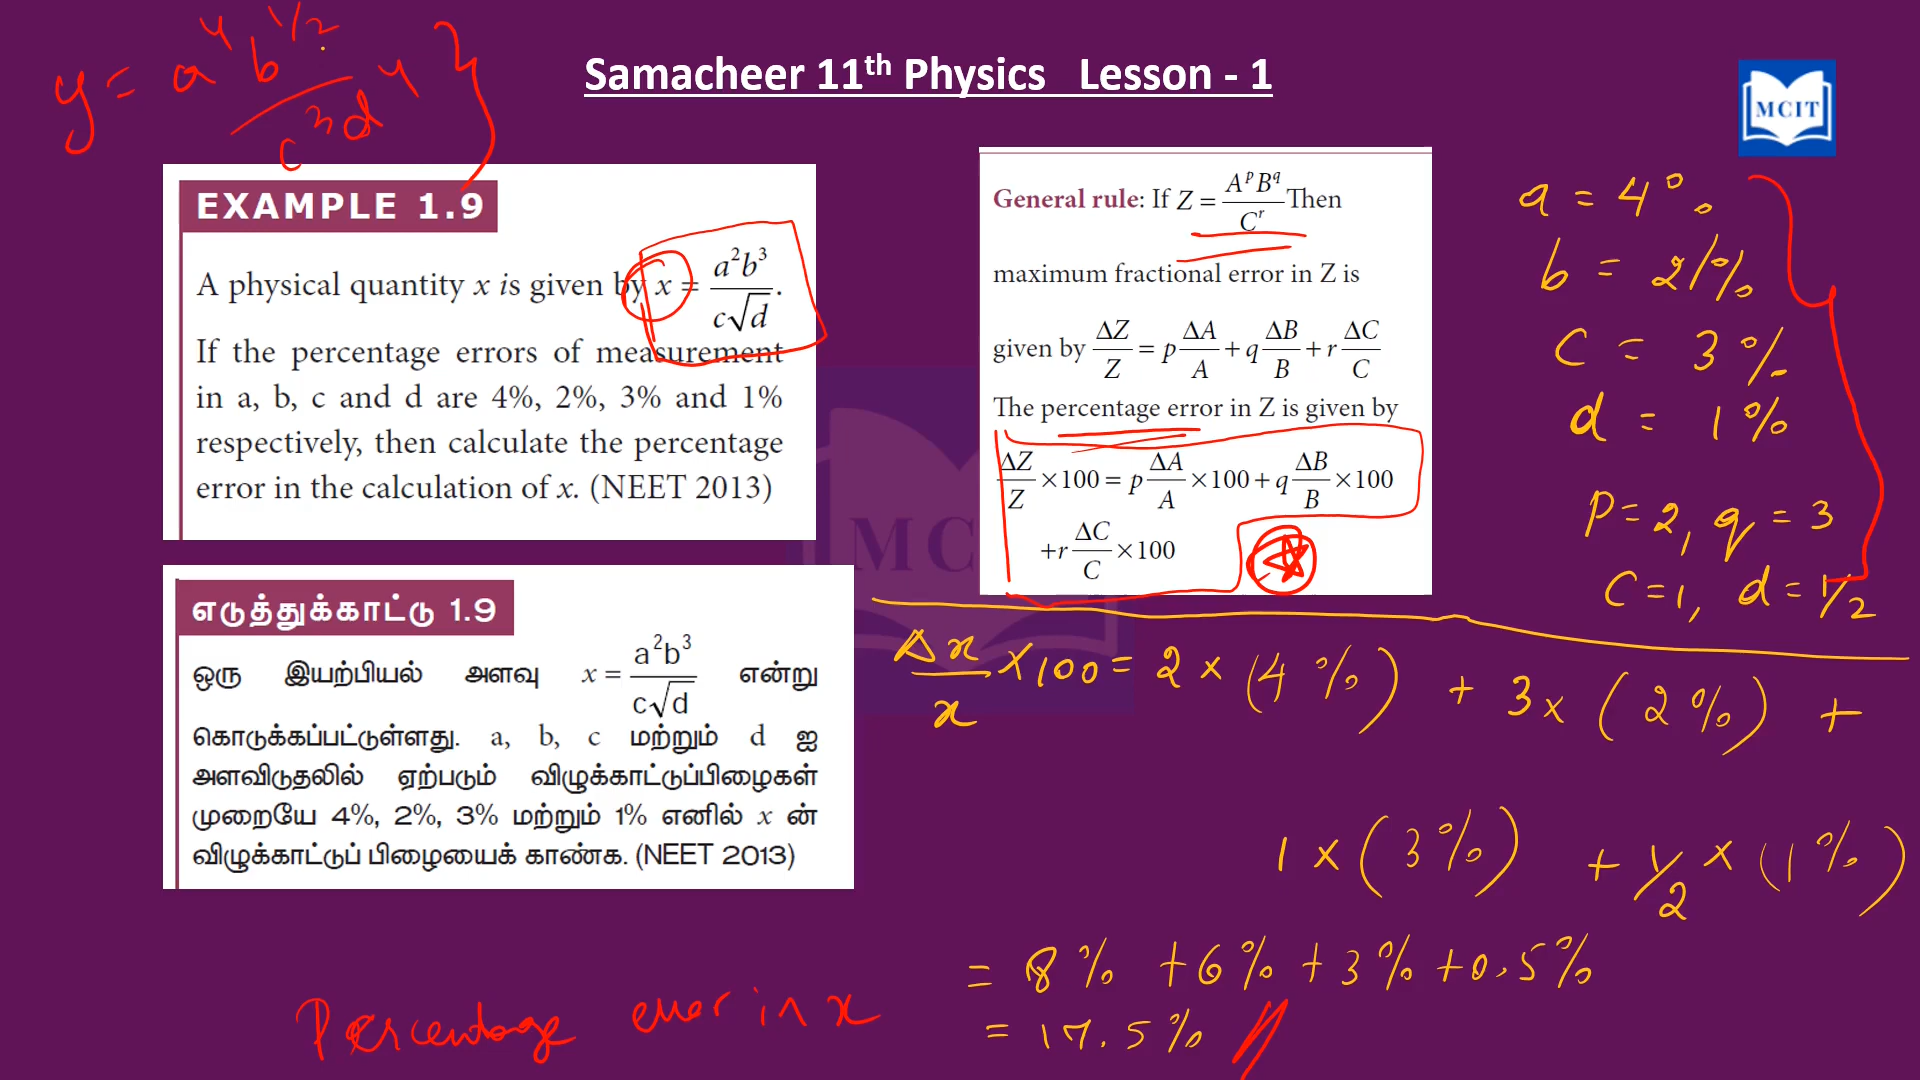 Samacheer 11th Physics Lesson - 1
MCIT
y = a⁴ b^1/2 / c³ d⁴
EXAMPLE 1.9
A physical quantity x is given by x = a²b³ / c√d.
If the percentage errors of measurement
in a, b, c and d are 4%, 2%, 3% and 1%
respectively, then calculate the percentage
error in the calculation of x. (NEET 2013)
எடுத்துக்காட்டு 1.9
ஒரு இயற்பியல் அளவு x = a²b³ / c√d என்று
கொடுக்கப்பட்டுள்ளது. a, b, c மற்றும் d ஐ
அளவிடுதலில் ஏற்படும் விழுக்காட்டுப்பிழைகள்
முறையே 4%, 2%, 3% மற்றும் 1% எனில் x ன்
விழுக்காட்டுப் பிழையைக் காண்க. (NEET 2013)
General rule: If Z = A^p B^q / C^r Then
maximum fractional error in Z is
given by ΔZ/Z = p ΔA/A + q ΔB/B + r ΔC/C
The percentage error in Z is given by
ΔZ/Z ×100 = p ΔA/A ×100 + q ΔB/B ×100
+r ΔC/C ×100
a = 4%
b = 2%
c = 3%
d = 1%
P=2, q = 3
C=1, d=1/2
Δx/x × 100 = 2 × (4%) + 3 × (2%) +
1 × (3%) + 1/2 × (1%)
= 8% + 6% + 3% + 0.5%
= 17.5%
Percentage error in x
MC